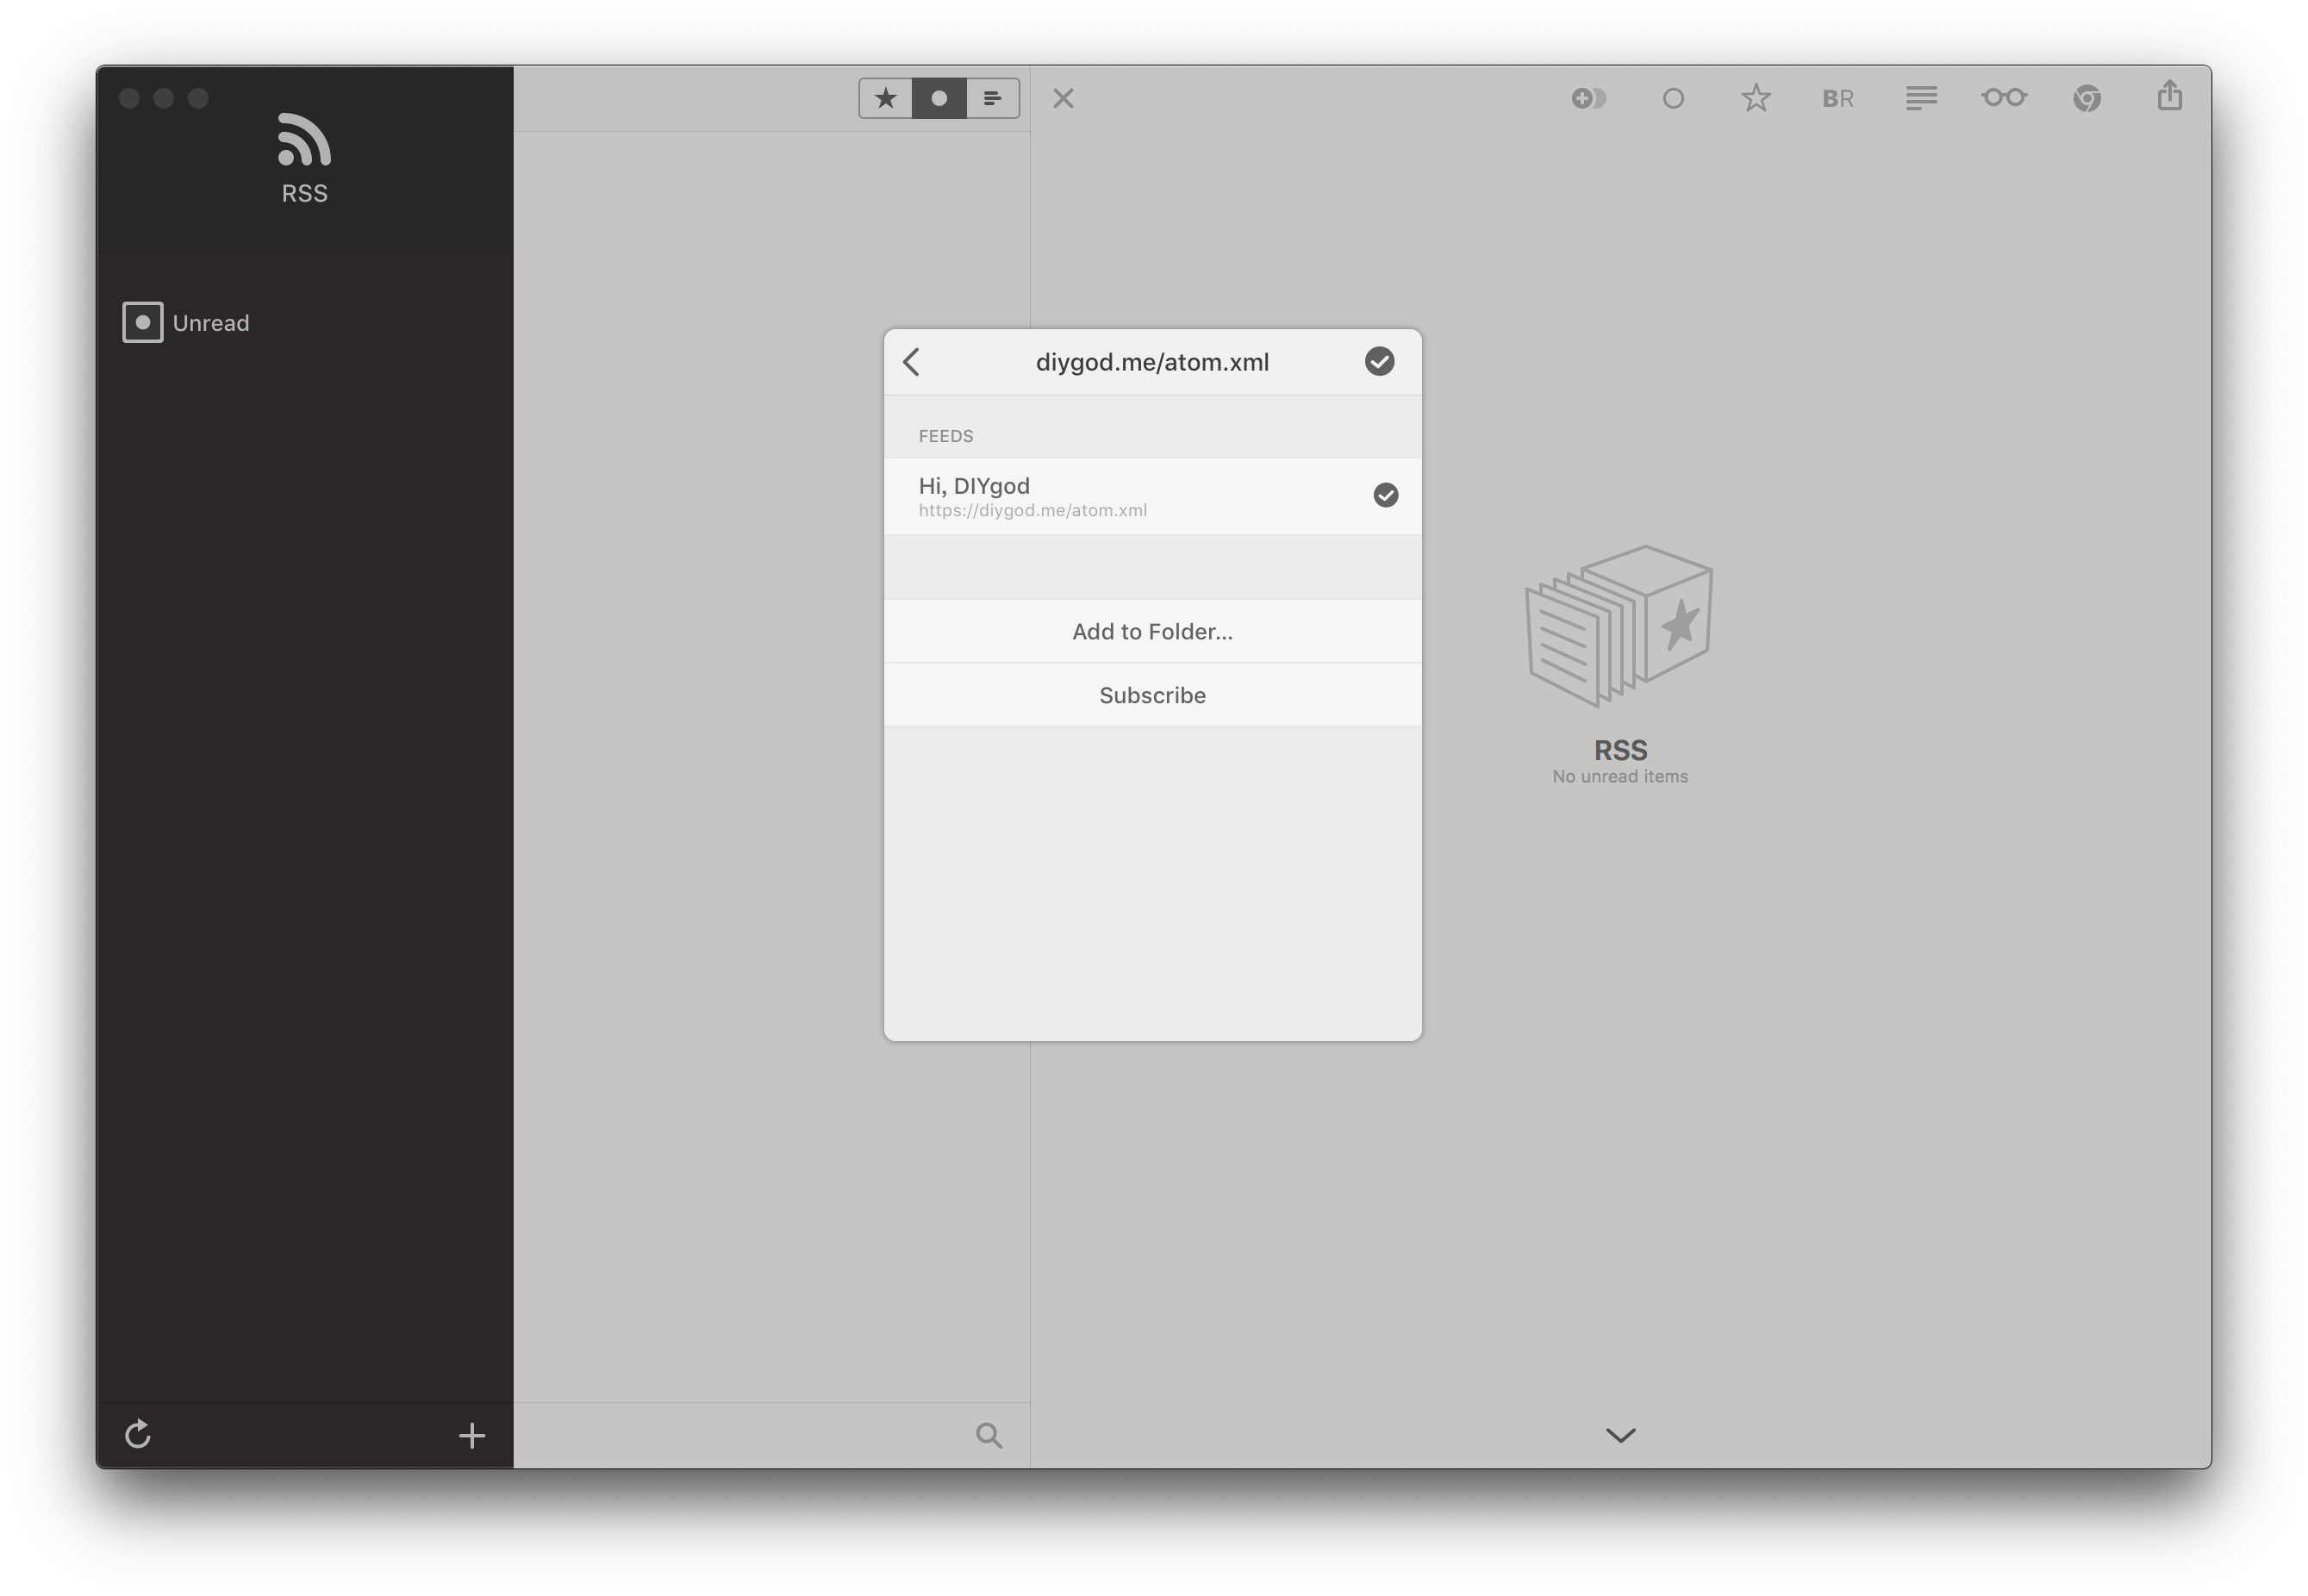 RSS
Unread
BR
diygod.me/atom.xml
FEEDS
Hi, DIYgod
https://diygod.me/atom.xml
Add to Folder...
Subscribe
RSS
No unread items